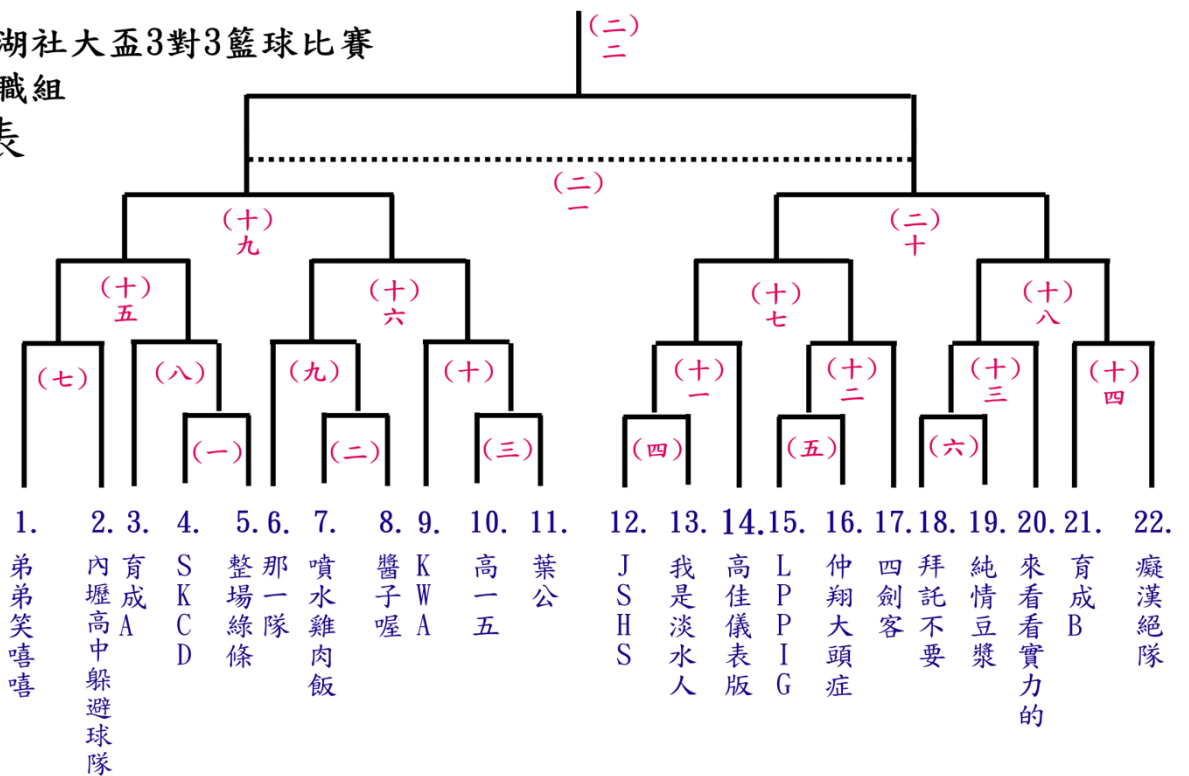 湖社大盃3對3籃球比賽
職組
表
(二)
二
(二)
一
(十)
九
(二)
十
(十)
五
(十)
六
(十)
七
(十)
八
(七)
(八)
(九)
(十)
(十)
一
(十)
二
(十)
三
(十)
四
(一)
(二)
(三)
(四)
(五)
(六)
1. 弟弟笑嘻嘻
2. 內壢高中躲避球隊
3. 育成A
4. SKCD
5. 整場綠條
6. 那一隊
7. 噴水雞肉飯
8. 醬子喔
9. KWA
10. 高一五
11. 葉公
12. JSHS
13. 我是淡水人
14. 高佳儀表版
15. LPPPIG
16. 仲翔大頭症
17. 四劍客
18. 拜託不要
19. 純情豆漿
20. 來看看實力的
21. 育成B
22. 癡漢絕隊